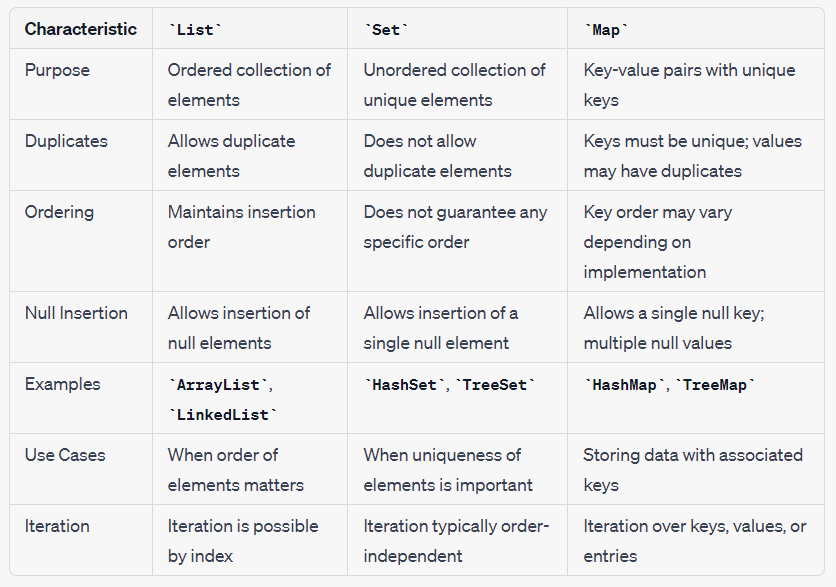 Characteristic `List` `Set` `Map`
Purpose Ordered collection of Unordered collection of Key-value pairs with unique
elements unique elements keys
Duplicates Allows duplicate Does not allow Keys must be unique; values
elements duplicate elements may have duplicates
Ordering Maintains insertion Does not guarantee any Key order may vary
order specific order depending on
implementation
Null Insertion Allows insertion of Allows insertion of a Allows a single null key;
null elements single null element multiple null values
Examples `ArrayList`, `HashSet`, `TreeSet` `HashMap`, `TreeMap`
`LinkedList`
Use Cases When order of When uniqueness of Storing data with associated
elements matters elements is important keys
Iteration Iteration is possible Iteration typically order- Iteration over keys, values, or
by index independent entries